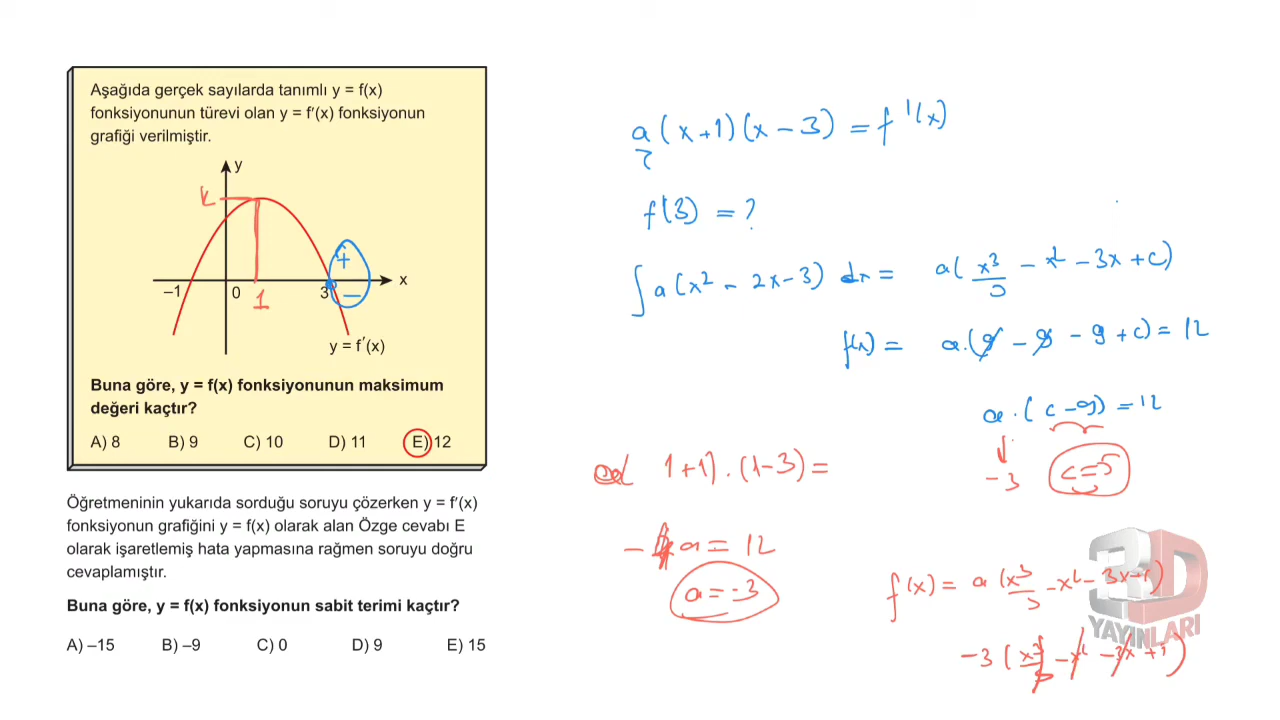 Aşağıda gerçek sayılarda tanımlı y = f(x)
fonksiyonunun türevi olan y = f′(x) fonksiyonun
grafiği verilmiştir.
y
k
x
–1
0
1
3
+
–
y = f′(x)
Buna göre, y = f(x) fonksiyonunun maksimum
değeri kaçtır?
A) 8 B) 9 C) 10 D) 11 E) 12
Öğretmeninin yukarıda sorduğu soruyu çözerken y = f′(x)
fonksiyonun grafiğini y = f(x) olarak alan Özge cevabı E
olarak işaretlemiş hata yapmasına rağmen soruyu doğru
cevaplamıştır.
Buna göre, y = f(x) fonksiyonun sabit terimi kaçtır?
A) –15 B) –9 C) 0 D) 9 E) 15
a(x+1)(x-3) = f'(x)
?
f(3) = ?
∫ a(x² - 2x-3) dx = a(x³/3 - x² - 3x + c)
f(x) = a.(9 - 9 - 9 + c) = 12
a.(c-9) = 12
-3
c=5
1+1).(1-3) =
-4a = 12
a = -3
f(x) = a(x³/3 - x² - 3x+c)
-3(x³/3 - x² - 3x +
3D
YAYINLARI